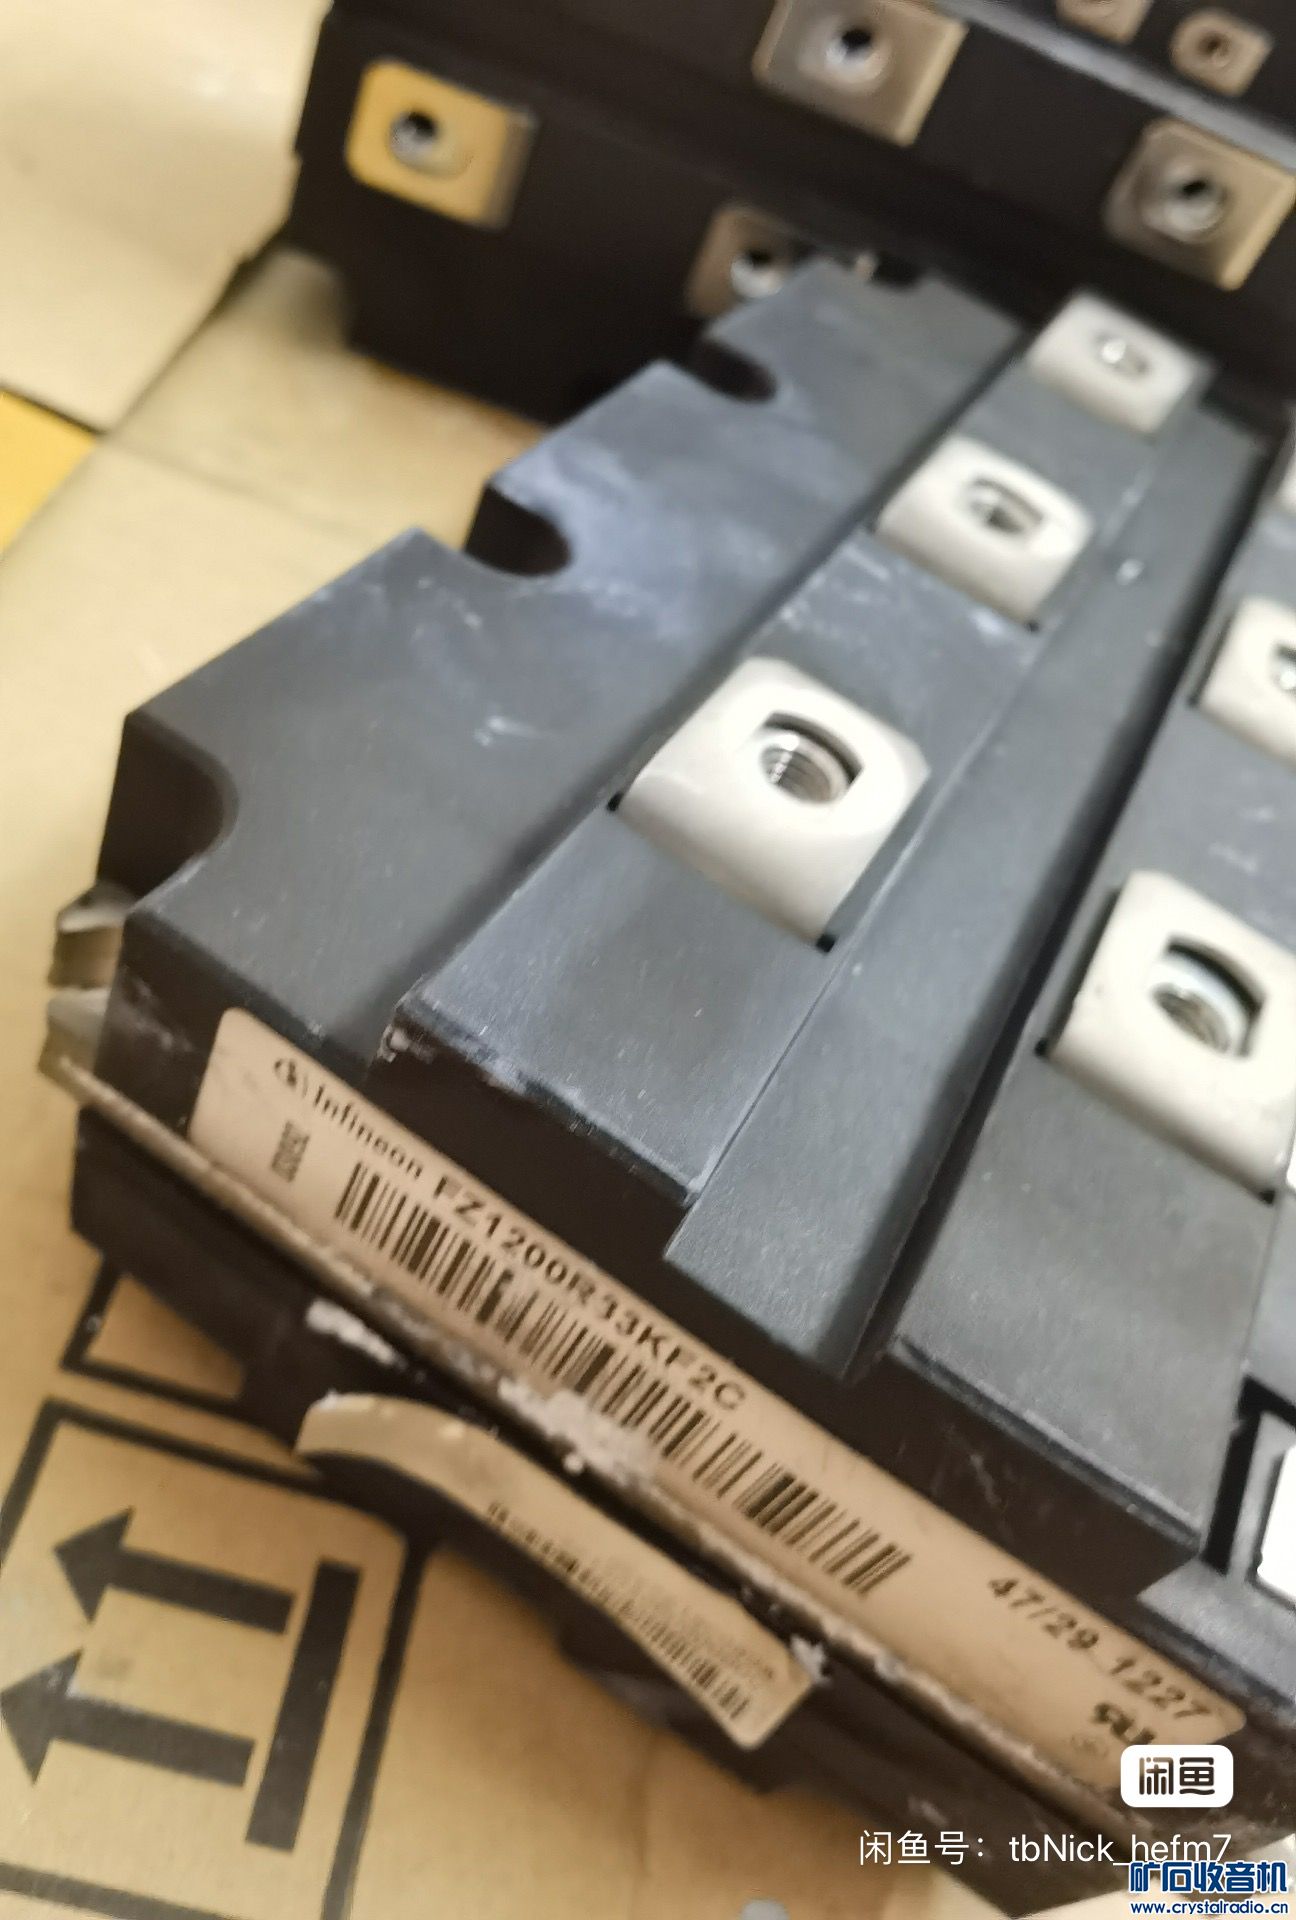 Infineon FZ1200R33KF2C
47/29 1227
闲鱼
闲鱼号：tbNick_hefm7
矿石收音机
www.crystalradio.cn